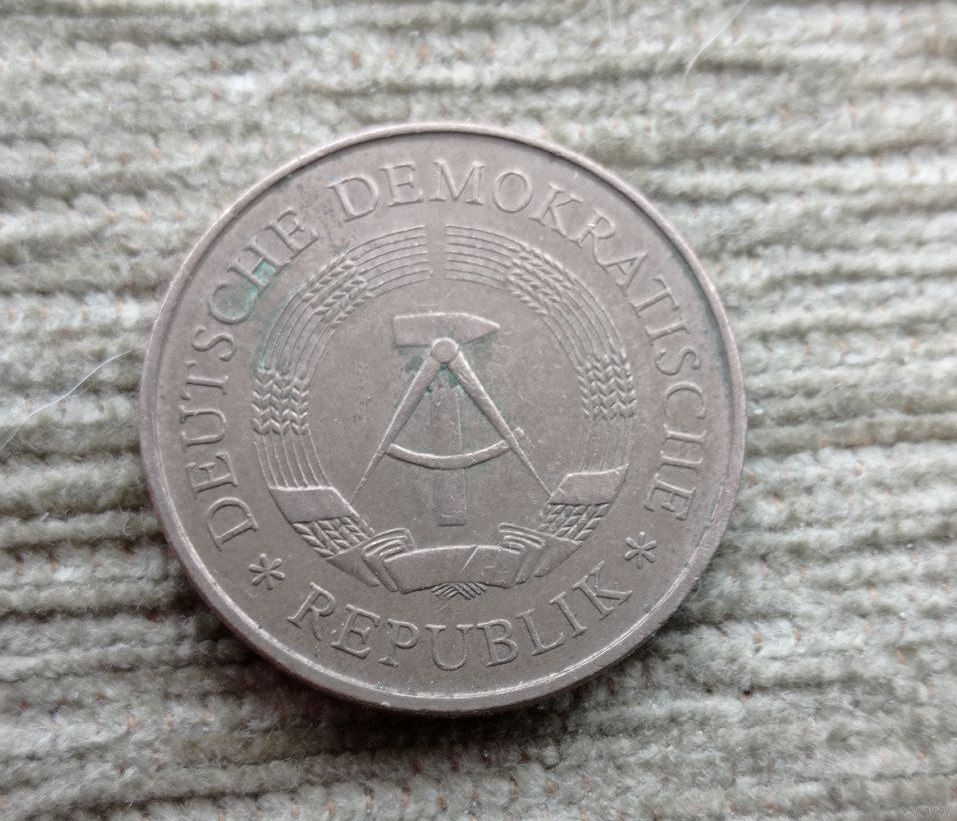 DEUTSCHE DEMOKRATISCHE
* REPUBLIK *